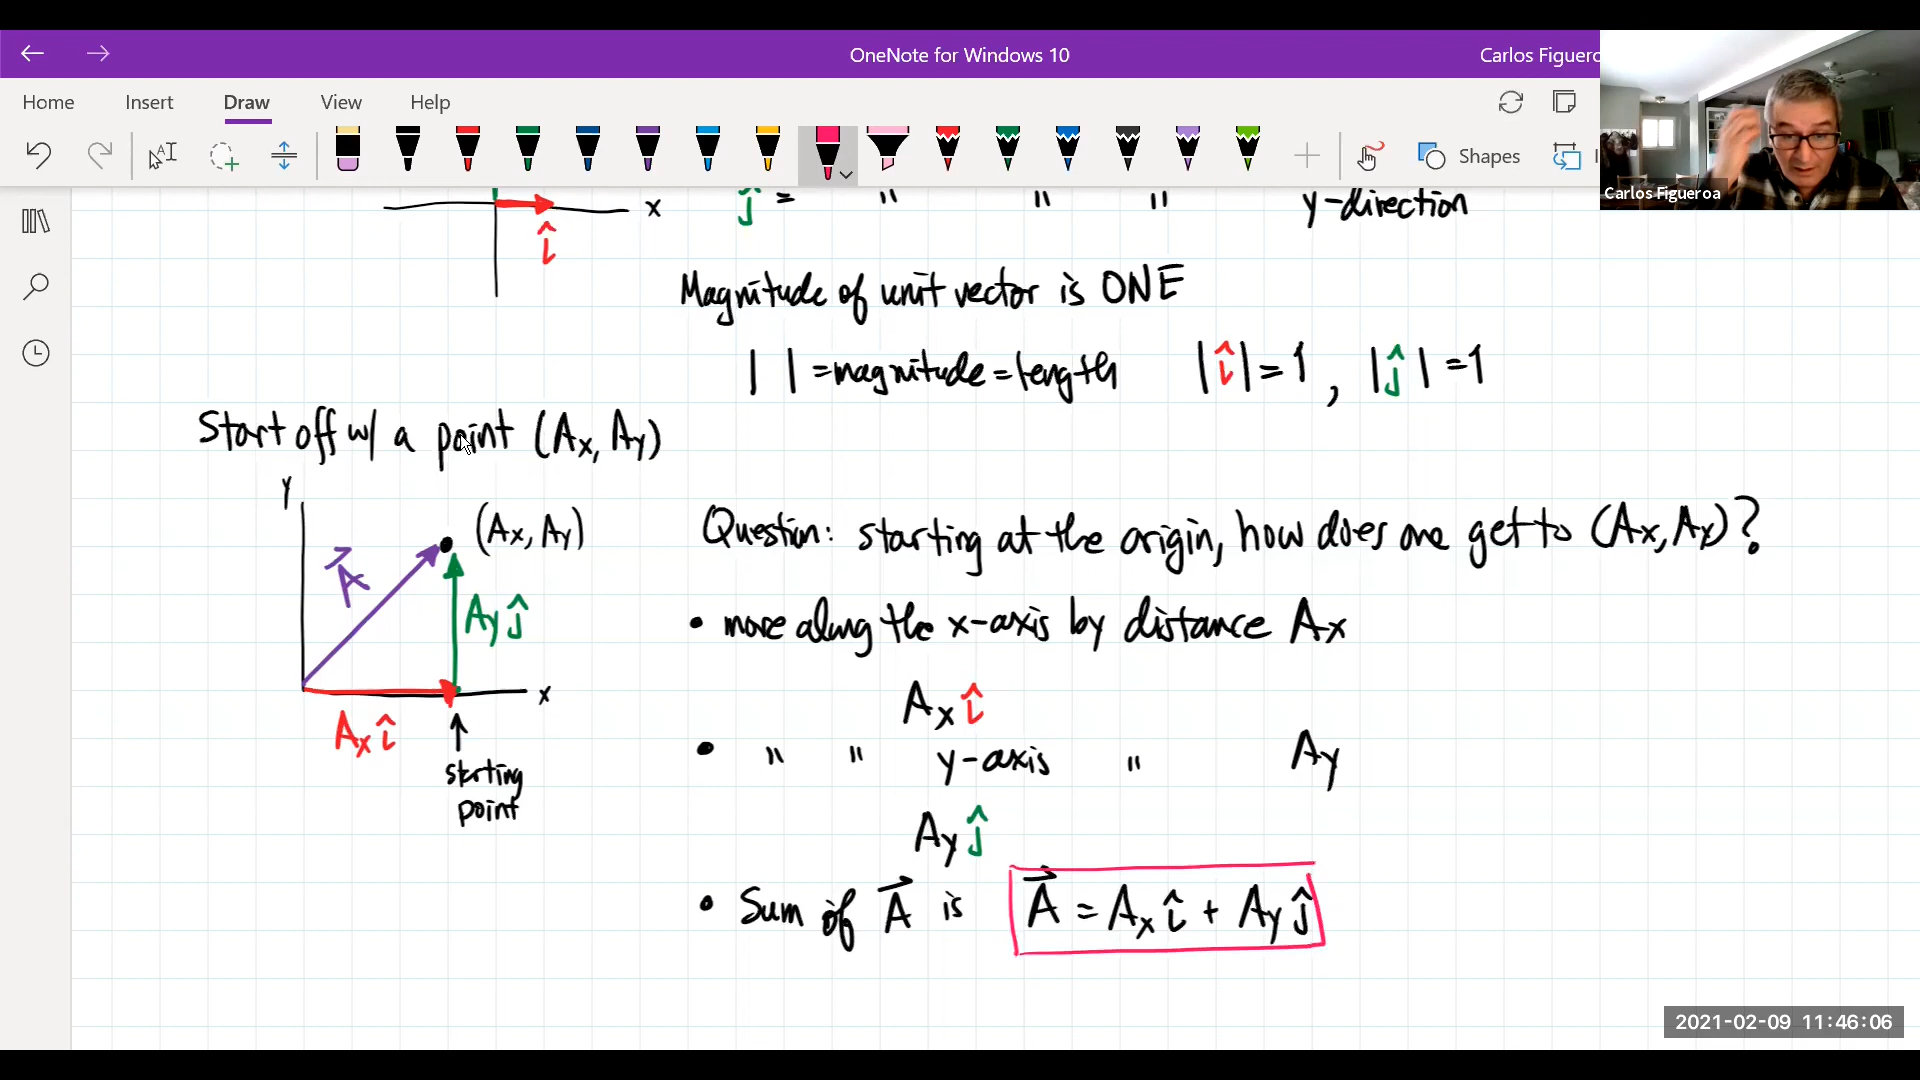 OneNote for Windows 10
Carlos Figuero
Home Insert Draw View Help
Shapes
Carlos Figueroa
x
î
ĵ = " " " y-direction
Magnitude of unit vector is ONE
| | = magnitude = length |î| = 1 , |ĵ| = 1
Start off w/ a point (Ax, Ay)
y
(Ax, Ay)
A⃗
Ay ĵ
x
Ax î
↑
starting
point
Question: starting at the origin, how does one get to (Ax, Ay)?
• move along the x-axis by distance Ax
Ax î
• " " y-axis " Ay
Ay ĵ
• Sum of A⃗ is A⃗ = Ax î + Ay ĵ
2021-02-09 11:46:06